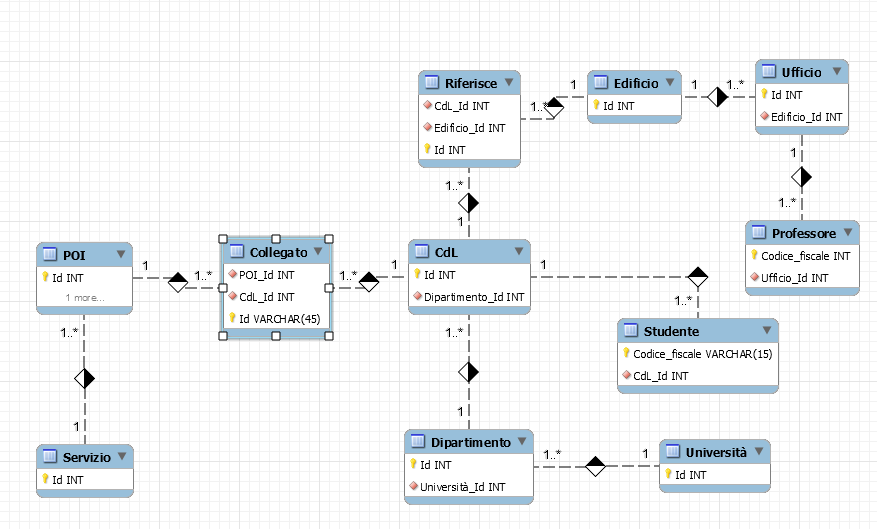 Riferisce
CdL_Id INT
Edificio_Id INT
Id INT
1..*
1
Edificio
Id INT
1
1..*
Ufficio
Id INT
Edificio_Id INT
1
1..*
Professore
Codice_fiscale INT
Ufficio_Id INT
1..*
1
POI
Id INT
1 more...
1
1..*
Collegato
POI_Id INT
CdL_Id INT
Id VARCHAR(45)
1..*
1
CdL
Id INT
Dipartimento_Id INT
1
1..*
Studente
Codice_fiscale VARCHAR(15)
CdL_Id INT
1..*
1
Servizio
Id INT
1..*
1
Dipartimento
Id INT
Università_Id INT
1..*
1
Università
Id INT